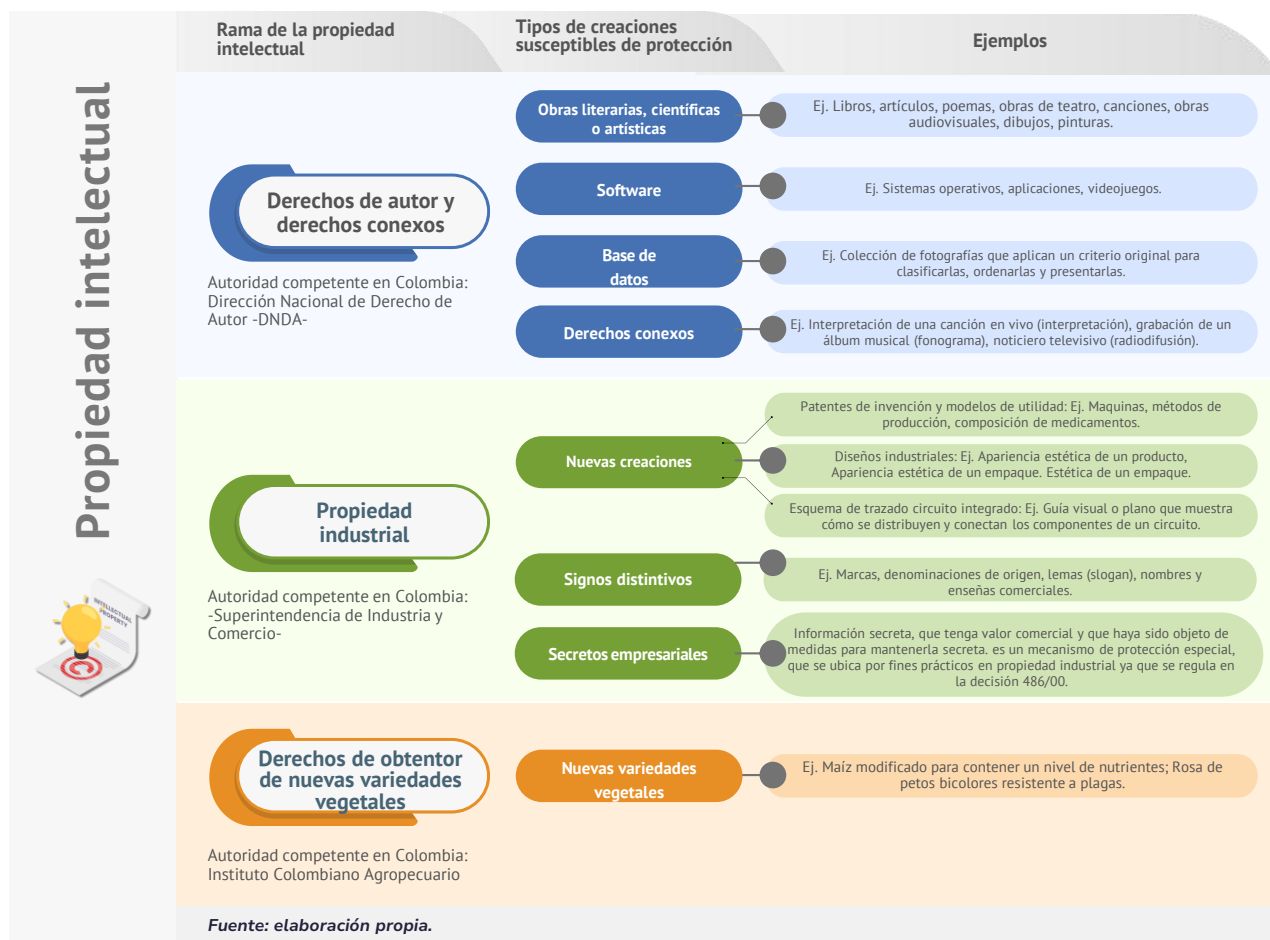 Propiedad intelectual
INTELLECTUAL
PROPERTY
Rama de la propiedad
intelectual
Tipos de creaciones
susceptibles de protección
Ejemplos
Derechos de autor y
derechos conexos
Autoridad competente en Colombia:
Dirección Nacional de Derecho de
Autor -DNDA-
Obras literarias, científicas
o artísticas
Ej. Libros, artículos, poemas, obras de teatro, canciones, obras
audiovisuales, dibujos, pinturas.
Software
Ej. Sistemas operativos, aplicaciones, videojuegos.
Base de
datos
Ej. Colección de fotografías que aplican un criterio original para
clasificarlas, ordenarlas y presentarlas.
Derechos conexos
Ej. Interpretación de una canción en vivo (interpretación), grabación de un
álbum musical (fonograma), noticiero televisivo (radiodifusión).
Propiedad
industrial
Autoridad competente en Colombia:
-Superintendencia de Industria y
Comercio-
Nuevas creaciones
Patentes de invención y modelos de utilidad: Ej. Maquinas, métodos de
producción, composición de medicamentos.
Diseños industriales: Ej. Apariencia estética de un producto,
Apariencia estética de un empaque. Estética de un empaque.
Esquema de trazado circuito integrado: Ej. Guía visual o plano que muestra
cómo se distribuyen y conectan los componentes de un circuito.
Signos distintivos
Ej. Marcas, denominaciones de origen, lemas (slogan), nombres y
enseñas comerciales.
Secretos empresariales
Información secreta, que tenga valor comercial y que haya sido objeto de
medidas para mantenerla secreta. es un mecanismo de protección especial,
que se ubica por fines prácticos en propiedad industrial ya que se regula en
la decisión 486/00.
Derechos de obtentor
de nuevas variedades
vegetales
Autoridad competente en Colombia:
Instituto Colombiano Agropecuario
Nuevas variedades
vegetales
Ej. Maíz modificado para contener un nivel de nutrientes; Rosa de
petos bicolores resistente a plagas.
Fuente: elaboración propia.